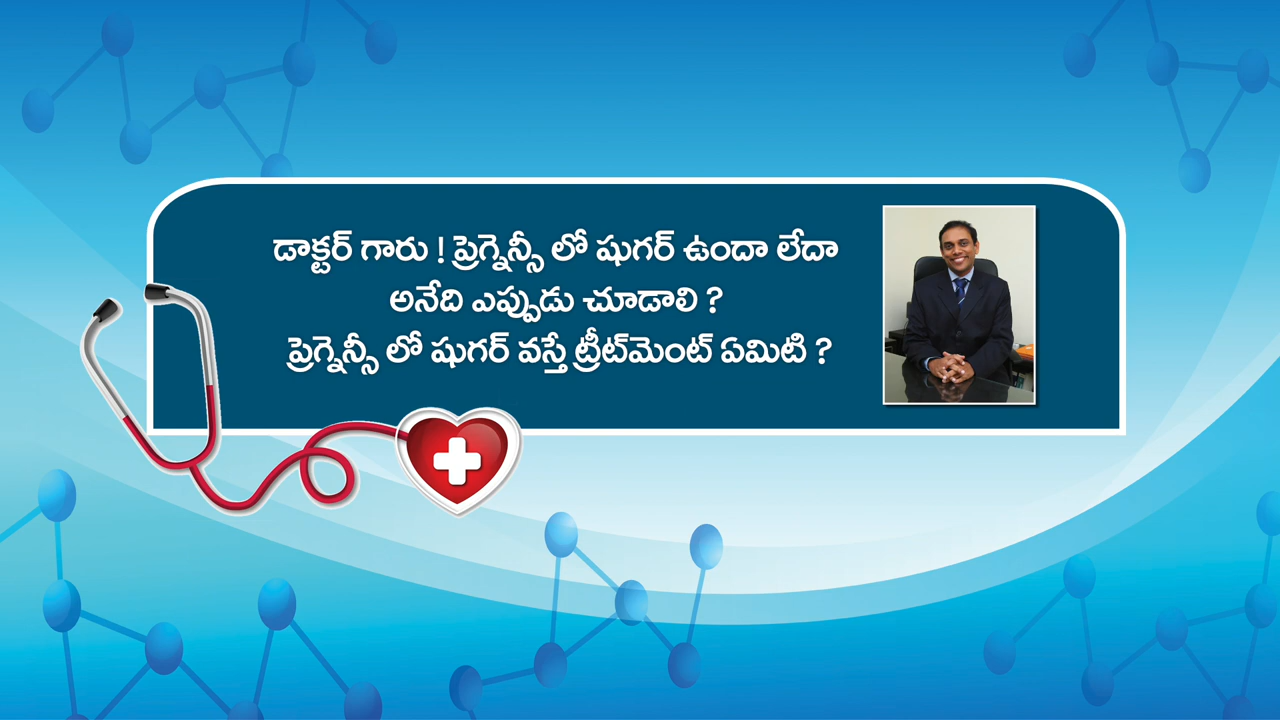 డాక్టర్ గారు ! ప్రెగ్నెన్సీ లో షుగర్ ఉందా లేదా
అనేది ఎప్పుడు చూడాలి ?
ప్రెగ్నెన్సీ లో షుగర్ వస్తే ట్రీట్‌మెంట్ ఏమిటి ?